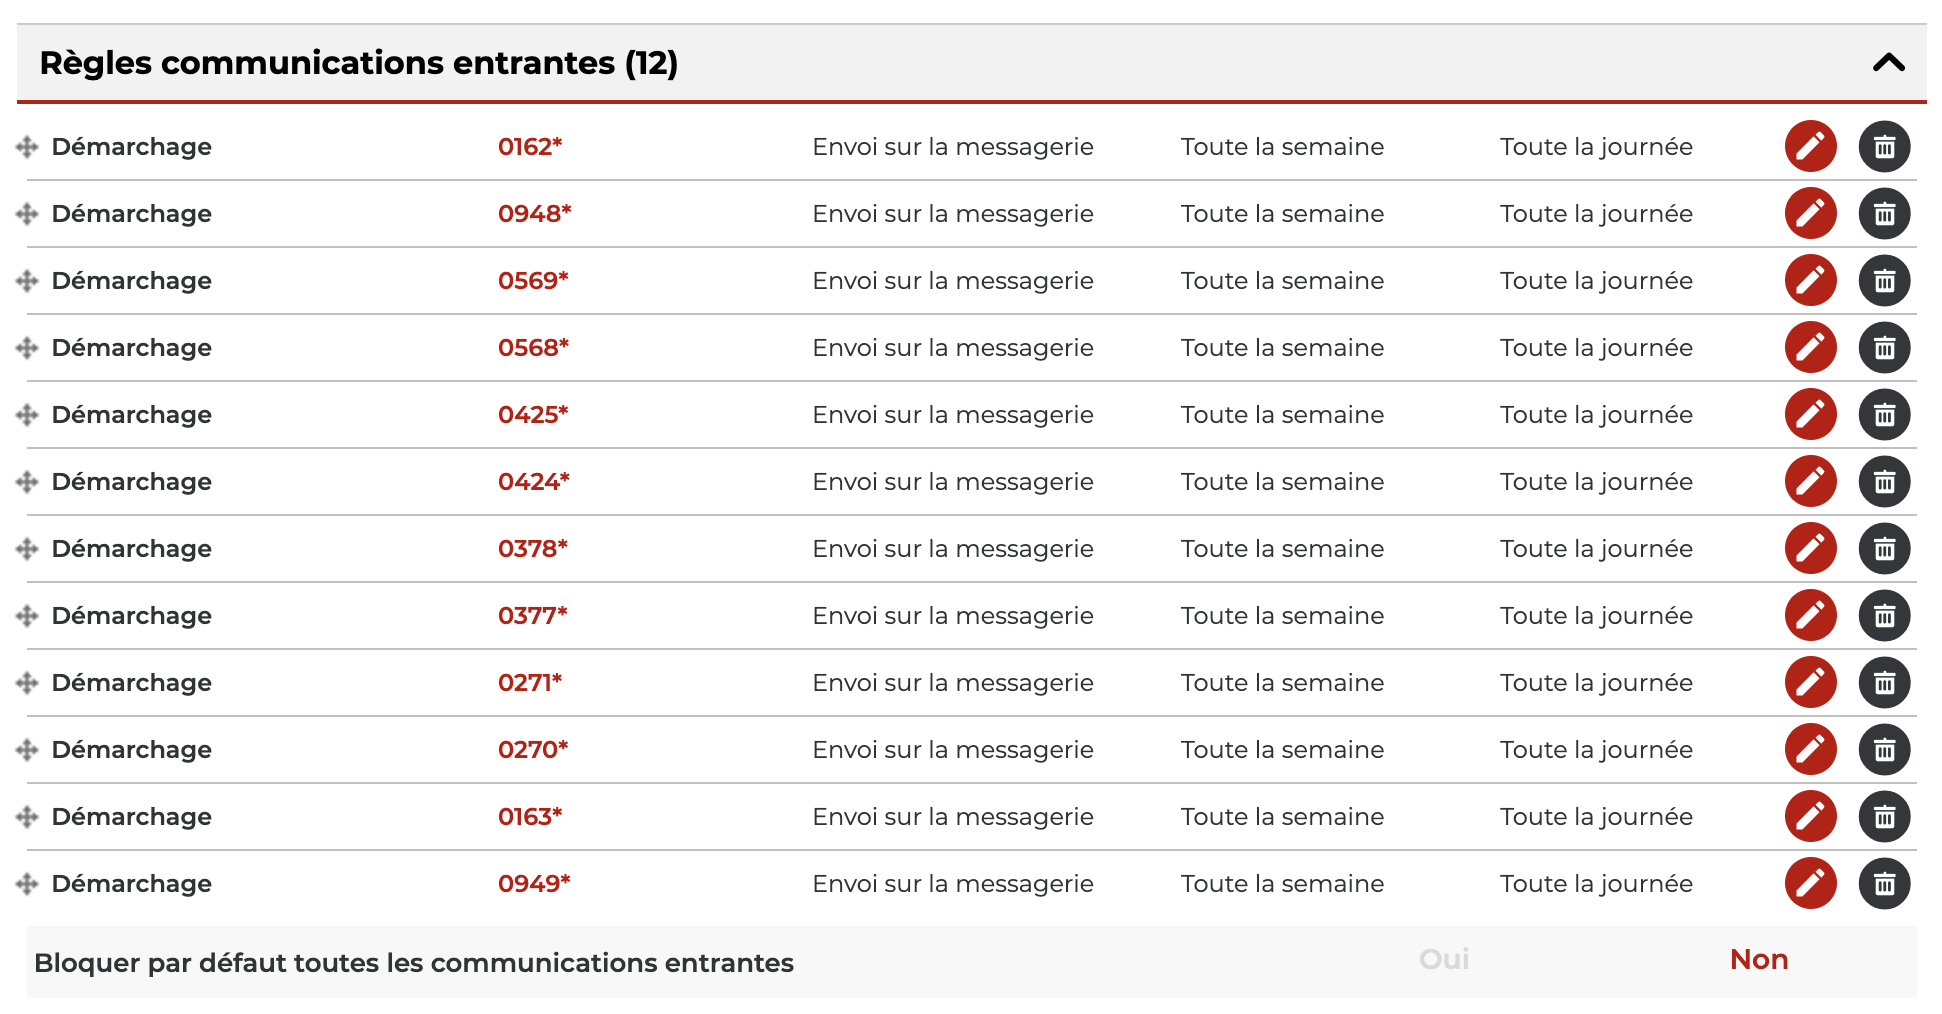 Règles communications entrantes (12)
Démarchage 0162* Envoi sur la messagerie Toute la semaine Toute la journée
Démarchage 0948* Envoi sur la messagerie Toute la semaine Toute la journée
Démarchage 0569* Envoi sur la messagerie Toute la semaine Toute la journée
Démarchage 0568* Envoi sur la messagerie Toute la semaine Toute la journée
Démarchage 0425* Envoi sur la messagerie Toute la semaine Toute la journée
Démarchage 0424* Envoi sur la messagerie Toute la semaine Toute la journée
Démarchage 0378* Envoi sur la messagerie Toute la semaine Toute la journée
Démarchage 0377* Envoi sur la messagerie Toute la semaine Toute la journée
Démarchage 0271* Envoi sur la messagerie Toute la semaine Toute la journée
Démarchage 0270* Envoi sur la messagerie Toute la semaine Toute la journée
Démarchage 0163* Envoi sur la messagerie Toute la semaine Toute la journée
Démarchage 0949* Envoi sur la messagerie Toute la semaine Toute la journée
Bloquer par défaut toutes les communications entrantes Oui Non